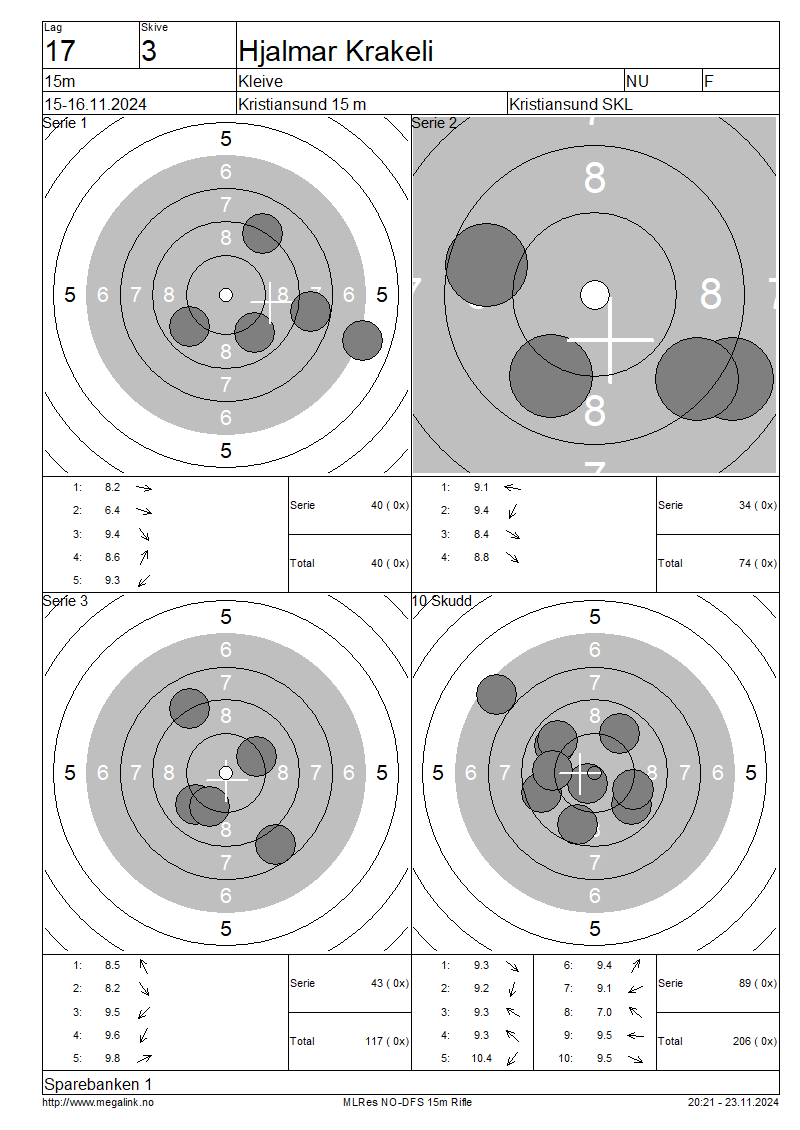 Lag Skive
17 3 Hjalmar Krakeli
15m Kleive NU F
15-16.11.2024 Kristiansund 15 m Kristiansund SKL
Serie 1
5
6
7
8
5 6 7 8 8 7 6 5
8
7
6
5
Serie 2
8
7 8 7
8
7
1: 8.2
2: 6.4
3: 9.4
4: 8.6
5: 9.3
Serie 40 ( 0x)
Total 40 ( 0x)
1: 9.1
2: 9.4
3: 8.4
4: 8.8
Serie 34 ( 0x)
Total 74 ( 0x)
Serie 3
5
6
7
8
5 6 7 8 8 7 6 5
8
7
6
5
10 Skudd
5
6
7
8
5 6 7 8 7 6 5
8
7
6
5
1: 8.5
2: 8.2
3: 9.5
4: 9.6
5: 9.8
Serie 43 ( 0x)
Total 117 ( 0x)
1: 9.3 6: 9.4
2: 9.2 7: 9.1
3: 9.3 8: 7.0
4: 9.3 9: 9.5
5: 10.4 10: 9.5
Serie 89 ( 0x)
Total 206 ( 0x)
Sparebanken 1
http://www.megalink.no MLRes NO-DFS 15m Rifle 20:21 - 23.11.2024